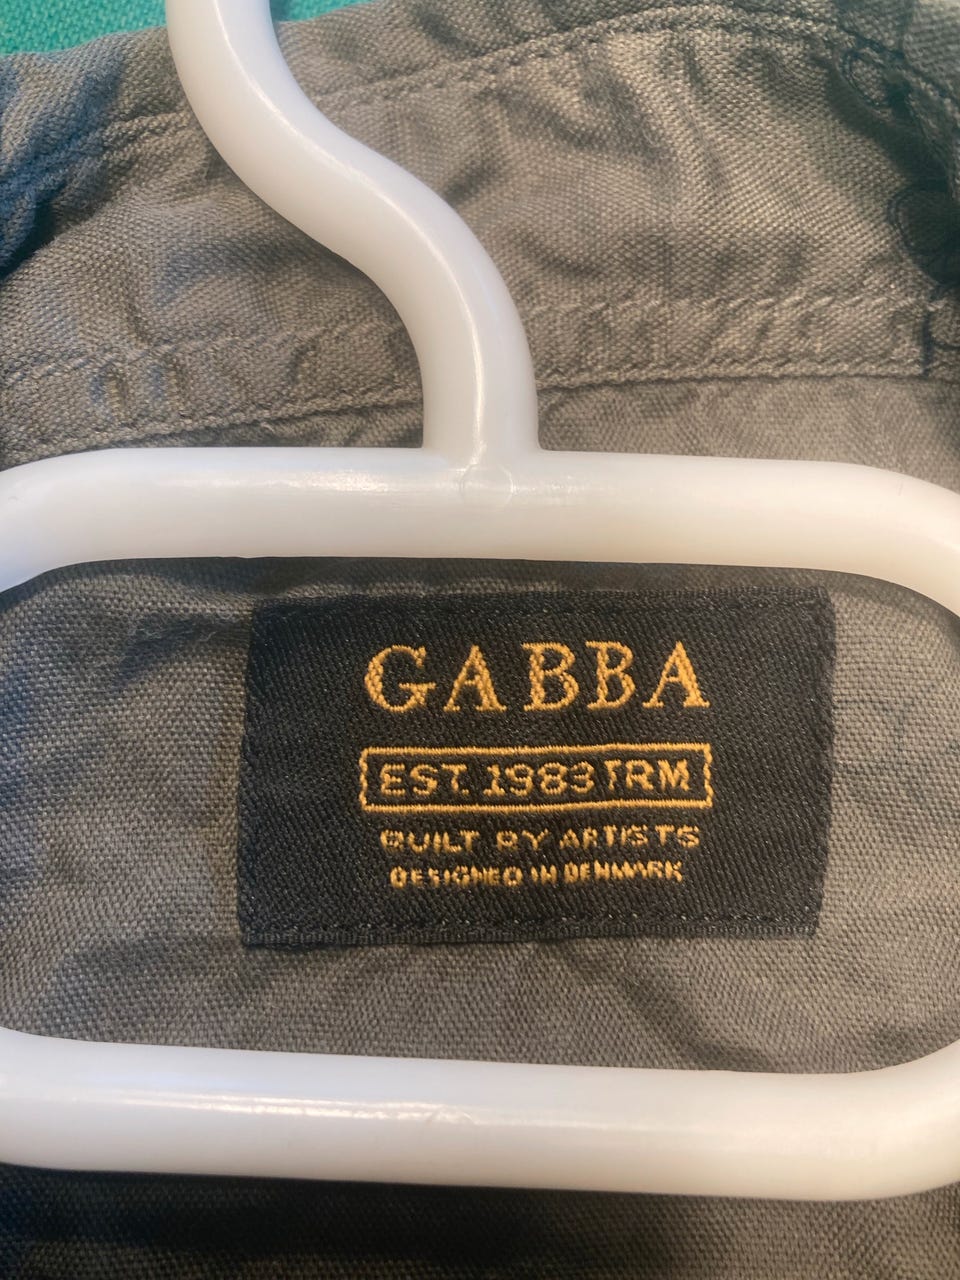 GABBA
EST. 1983 TRM
BUILT BY ARTISTS
DESIGNED IN DENMARK